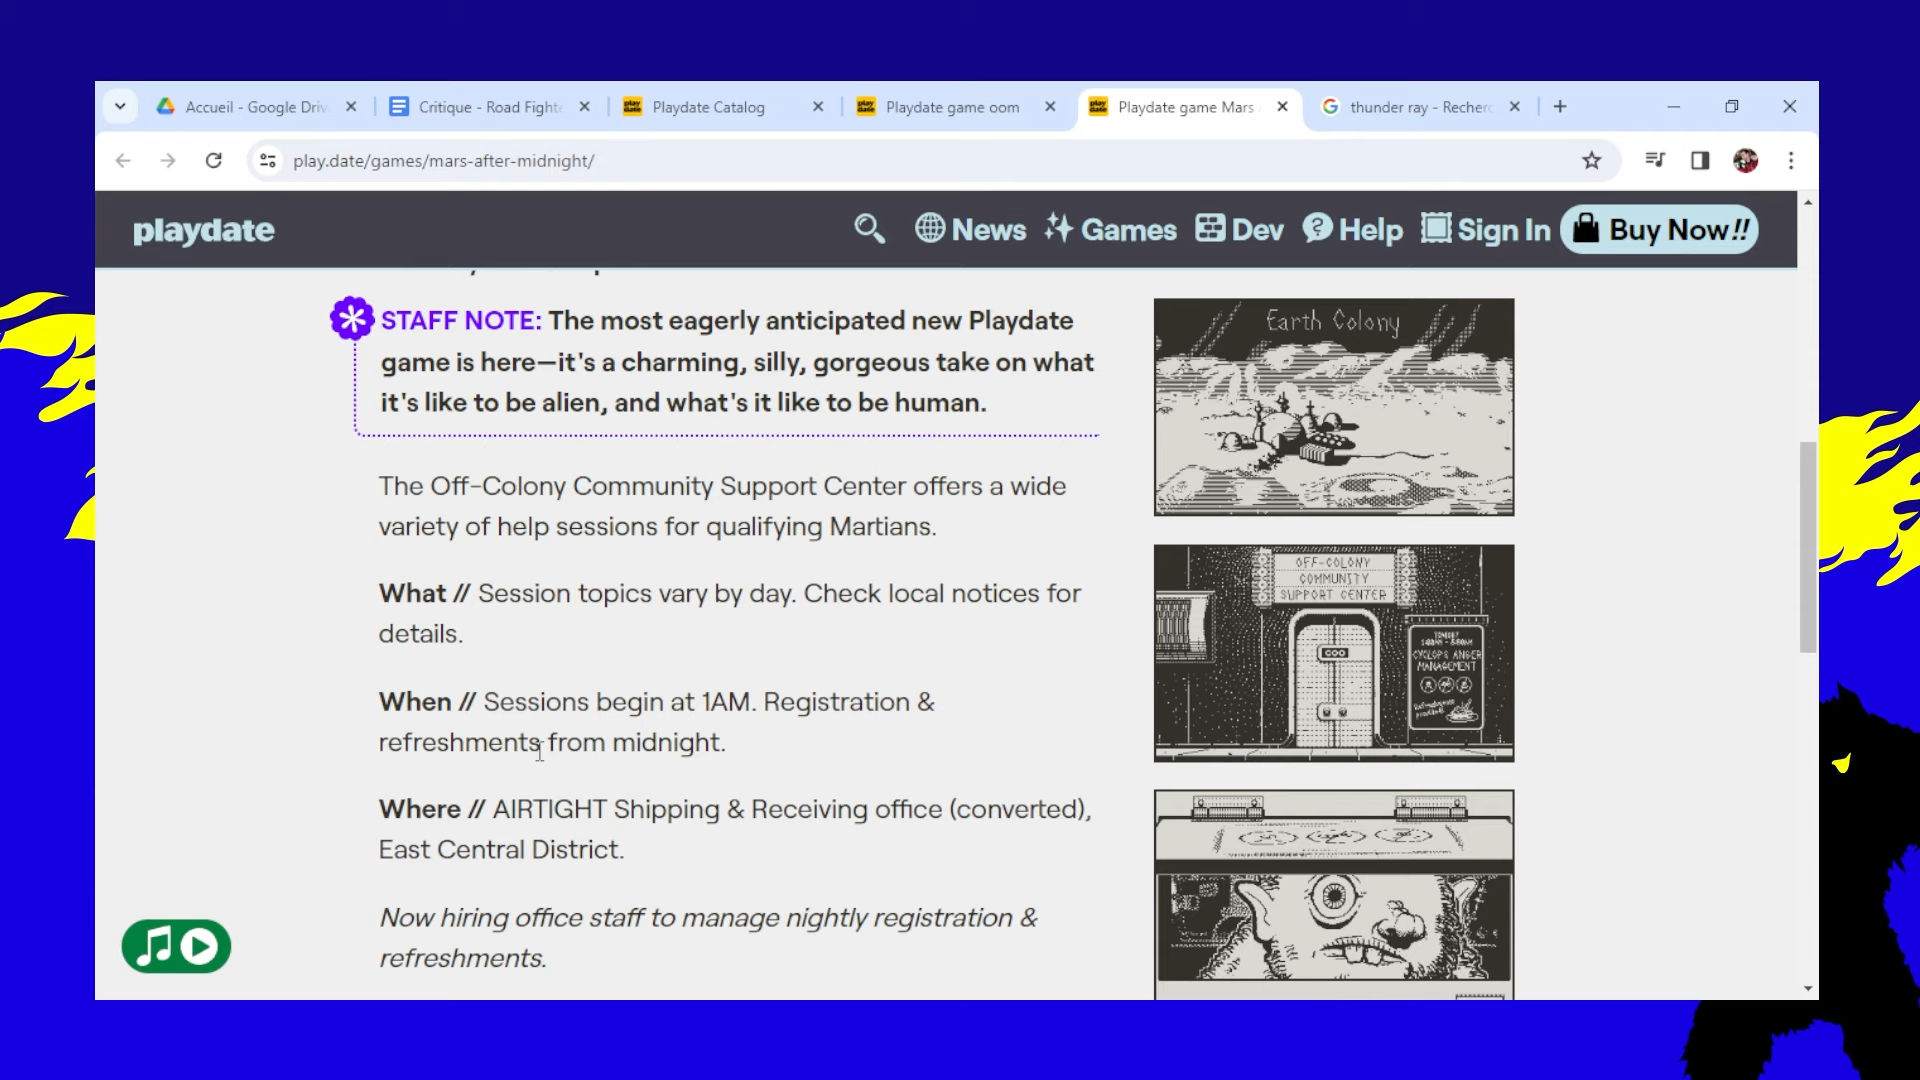 Accueil - Google Driv
Critique - Road Fighte
Playdate Catalog
Playdate game oom
Playdate game Mars
thunder ray - Recherc
play.date/games/mars-after-midnight/
playdate
News
Games
Dev
Help
Sign In
Buy Now!!
STAFF NOTE: The most eagerly anticipated new Playdate
game is here—it's a charming, silly, gorgeous take on what
it's like to be alien, and what's it like to be human.
The Off-Colony Community Support Center offers a wide
variety of help sessions for qualifying Martians.
What // Session topics vary by day. Check local notices for
details.
When // Sessions begin at 1AM. Registration &
refreshments from midnight.
Where // AIRTIGHT Shipping & Receiving office (converted),
East Central District.
Now hiring office staff to manage nightly registration &
refreshments.
Earth Colony
OFF-COLONY
COMMUNITY
SUPPORT CENTER
TONIGHT
CYCLOPS ANGER
MANAGEMENT